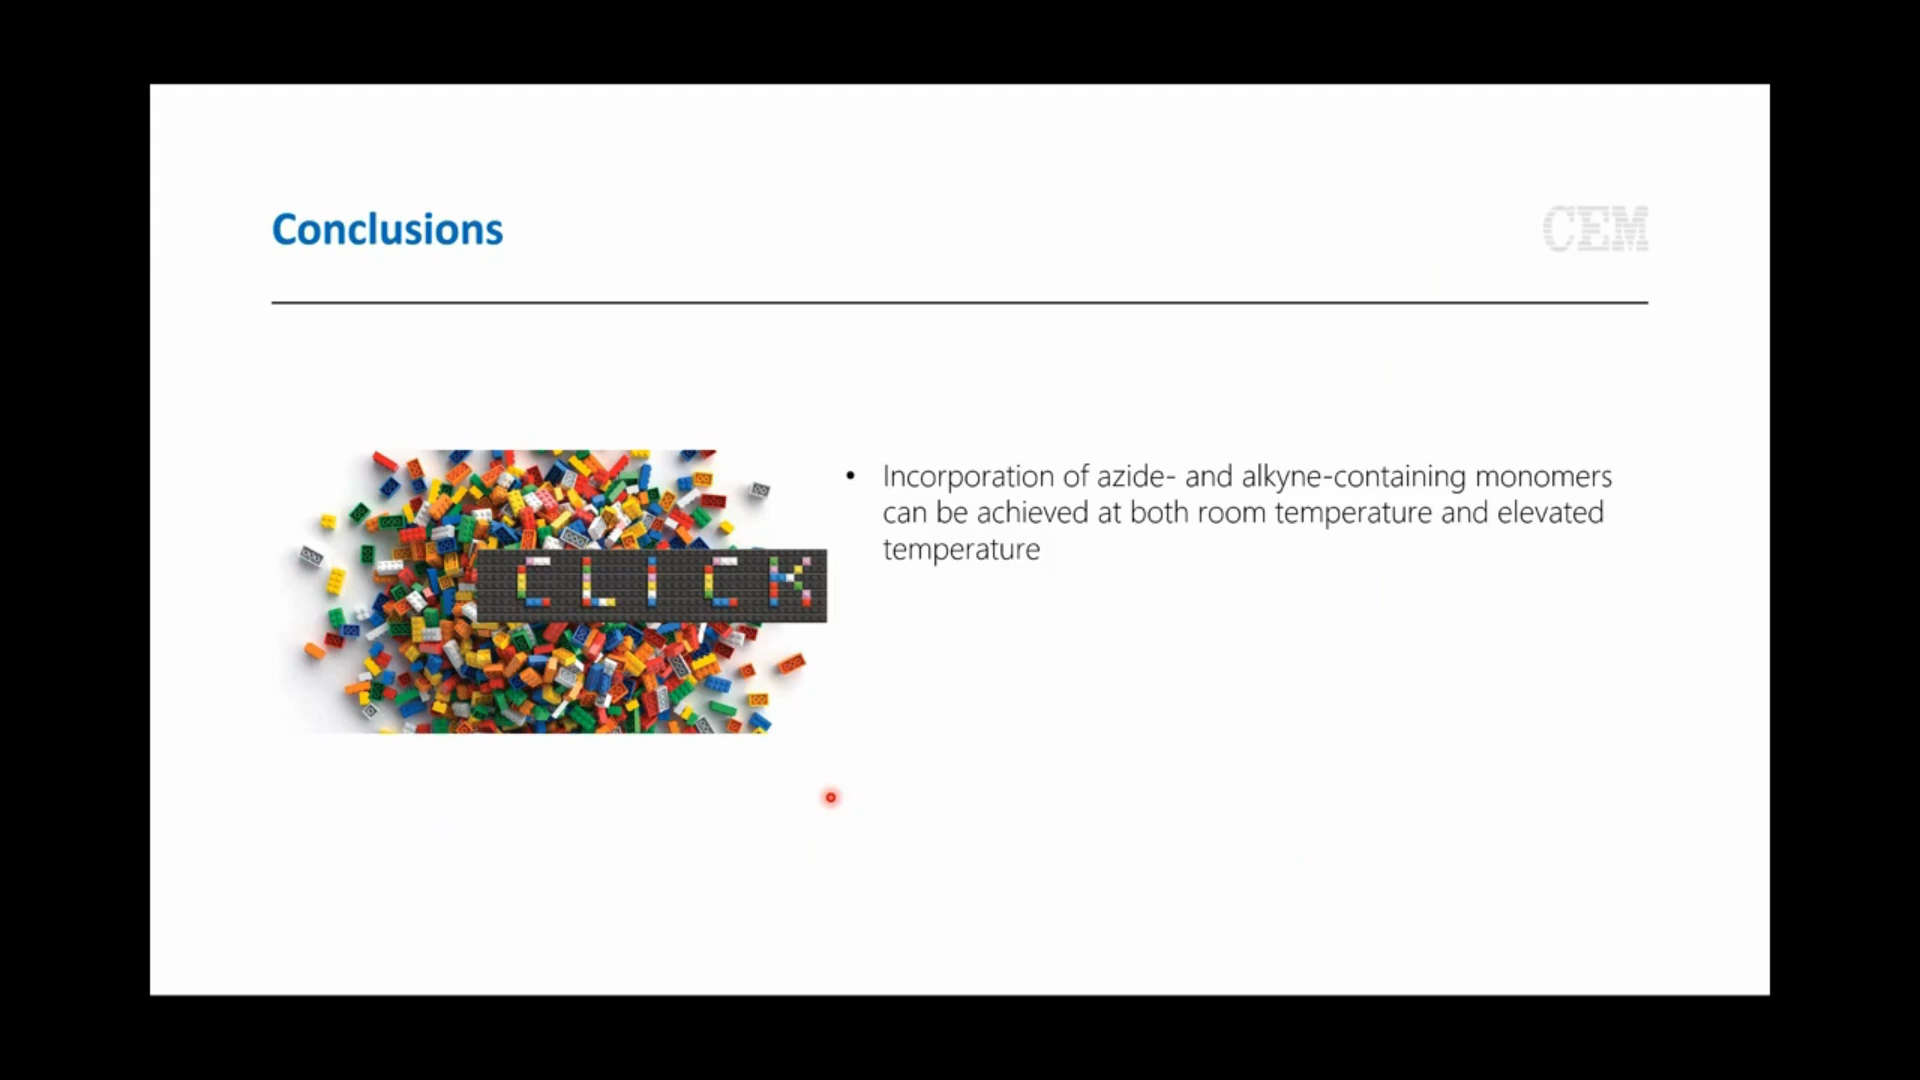 Conclusions
CEM
CLICK
• Incorporation of azide- and alkyne-containing monomers
can be achieved at both room temperature and elevated
temperature